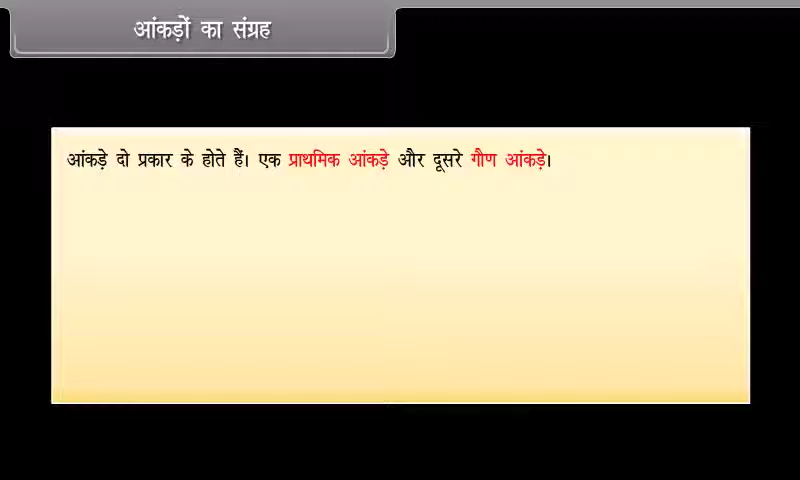 आंकड़ों का संग्रह
आंकड़े दो प्रकार के होते हैं। एक प्राथमिक आंकड़े और दूसरे गौण आंकड़े।